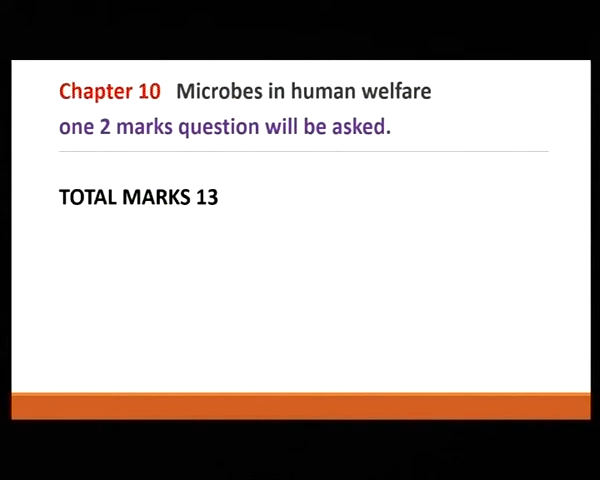 Chapter 10 Microbes in human welfare
one 2 marks question will be asked.
TOTAL MARKS 13